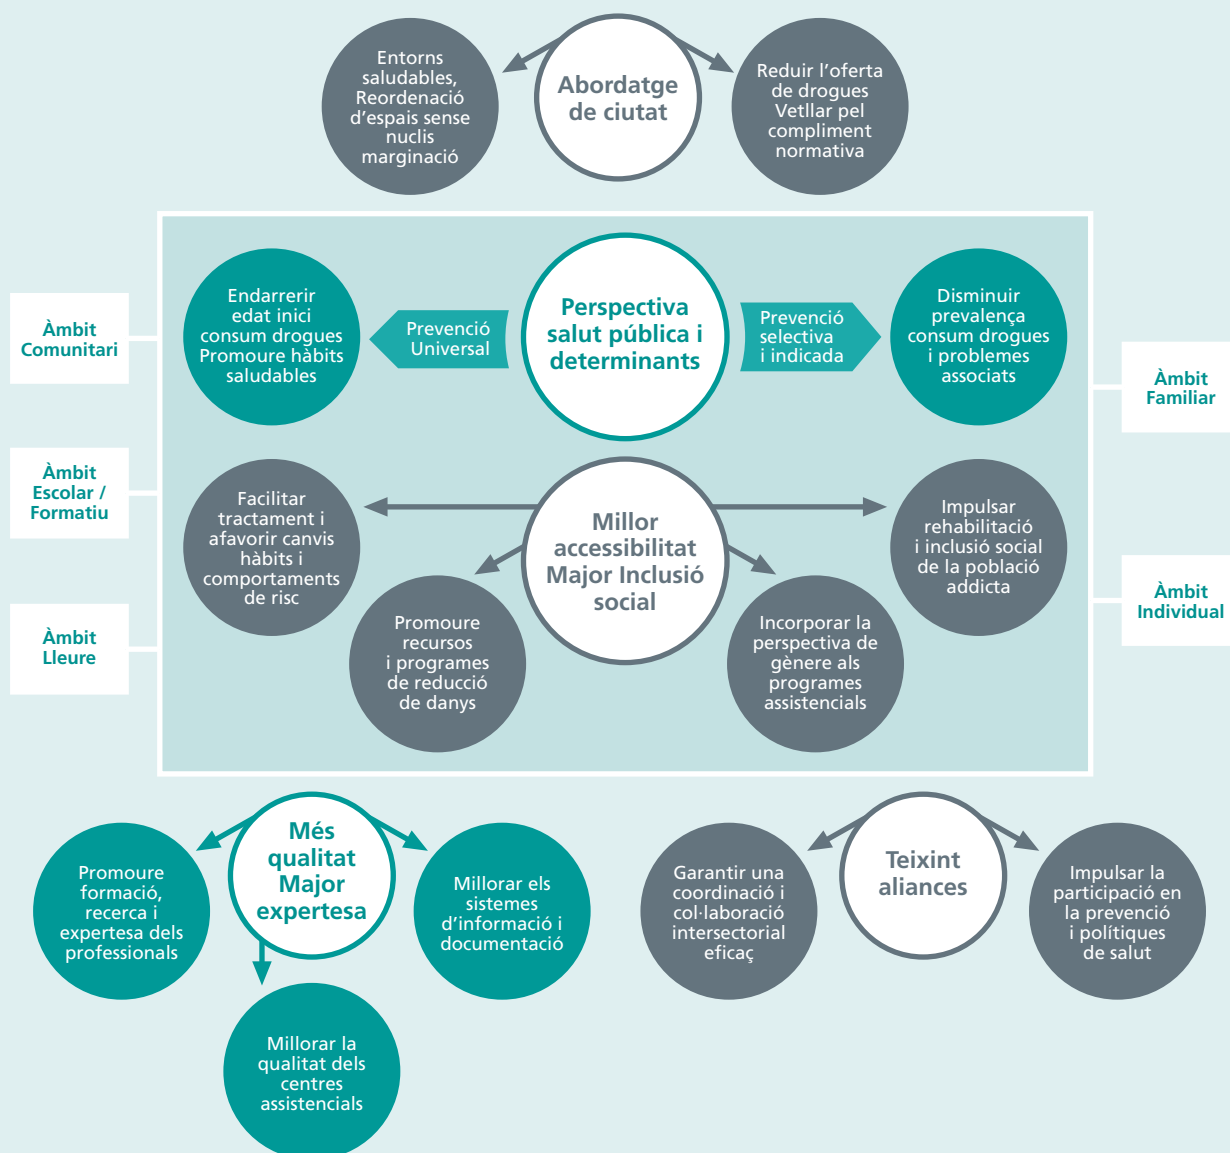 Entorns
saludables,
Reordenació
d'espais sense
nuclis
marginació
Abordatge
de ciutat
Reduir l'oferta
de drogues
Vetllar pel
compliment
normativa
Àmbit
Comunitari
Àmbit
Escolar /
Formatiu
Àmbit
Lleure
Endarrerir
edat inici
consum drogues
Promoure hàbits
saludables
Prevenció
Universal
Perspectiva
salut pública i
determinants
Prevenció
selectiva
i indicada
Disminuir
prevalença
consum drogues
i problemes
associats
Àmbit
Familiar
Àmbit
Individual
Facilitar
tractament i
afavorir canvis
hàbits i
comportaments
de risc
Promoure
recursos
i programes
de reducció
de danys
Millor
accessibilitat
Major Inclusió
social
Incorporar la
perspectiva de
gènere als
programes
assistencials
Impulsar
rehabilitació
i inclusió social
de la població
addicta
Promoure
formació,
recerca i
expertesa dels
professionals
Més
qualitat
Major
expertesa
Millorar els
sistemes
d'informació i
documentació
Millorar la
qualitat dels
centres
assistencials
Garantir una
coordinació i
col·laboració
intersectorial
eficaç
Teixint
aliances
Impulsar la
participació en
la prevenció
i polítiques
de salut